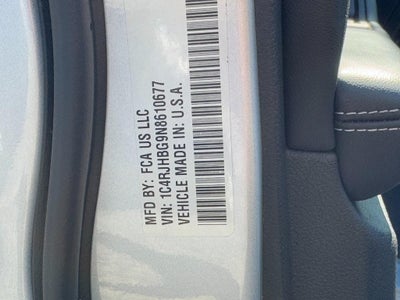 MFD BY: FCA US LLC
VIN: 1C4RJHBG9N8610677
VEHICLE MADE IN: U.S.A.